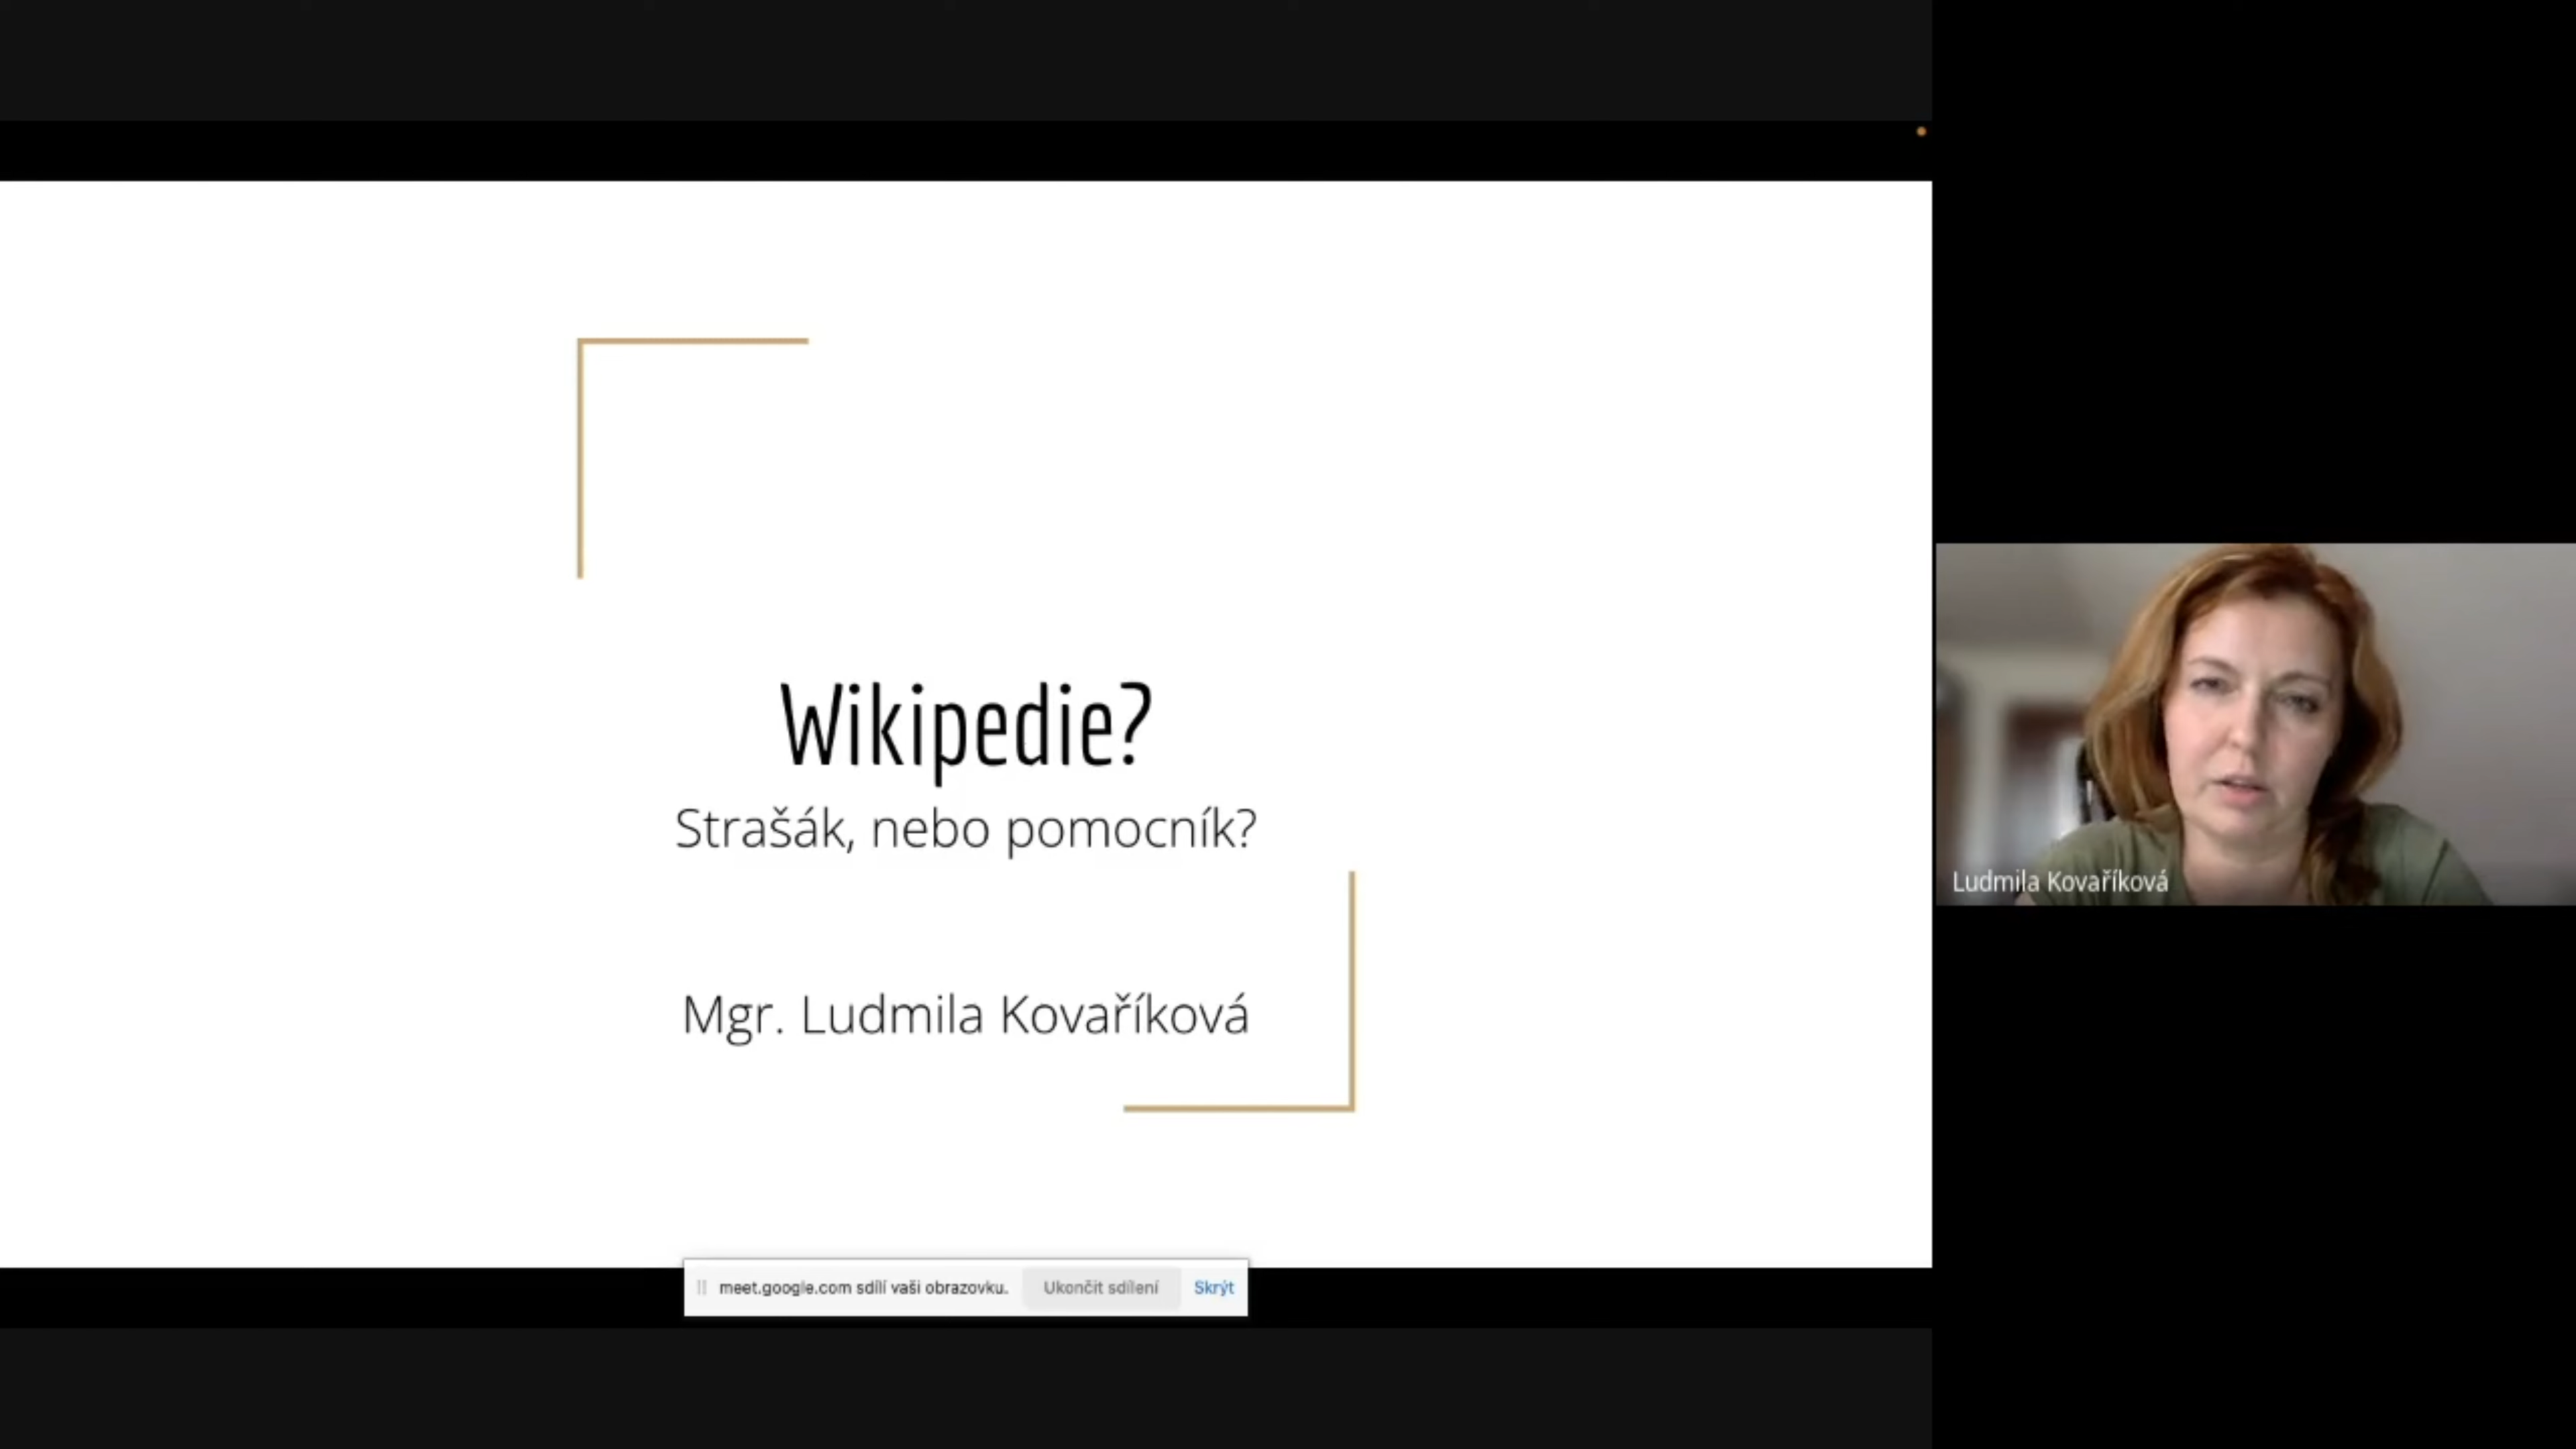 Wikipedie?
Strašák, nebo pomocník?
Mgr. Ludmila Kovaříková
meet.google.com sdílí vaši obrazovku. Ukončit sdílení Skrýt
Ludmila Kovaříková